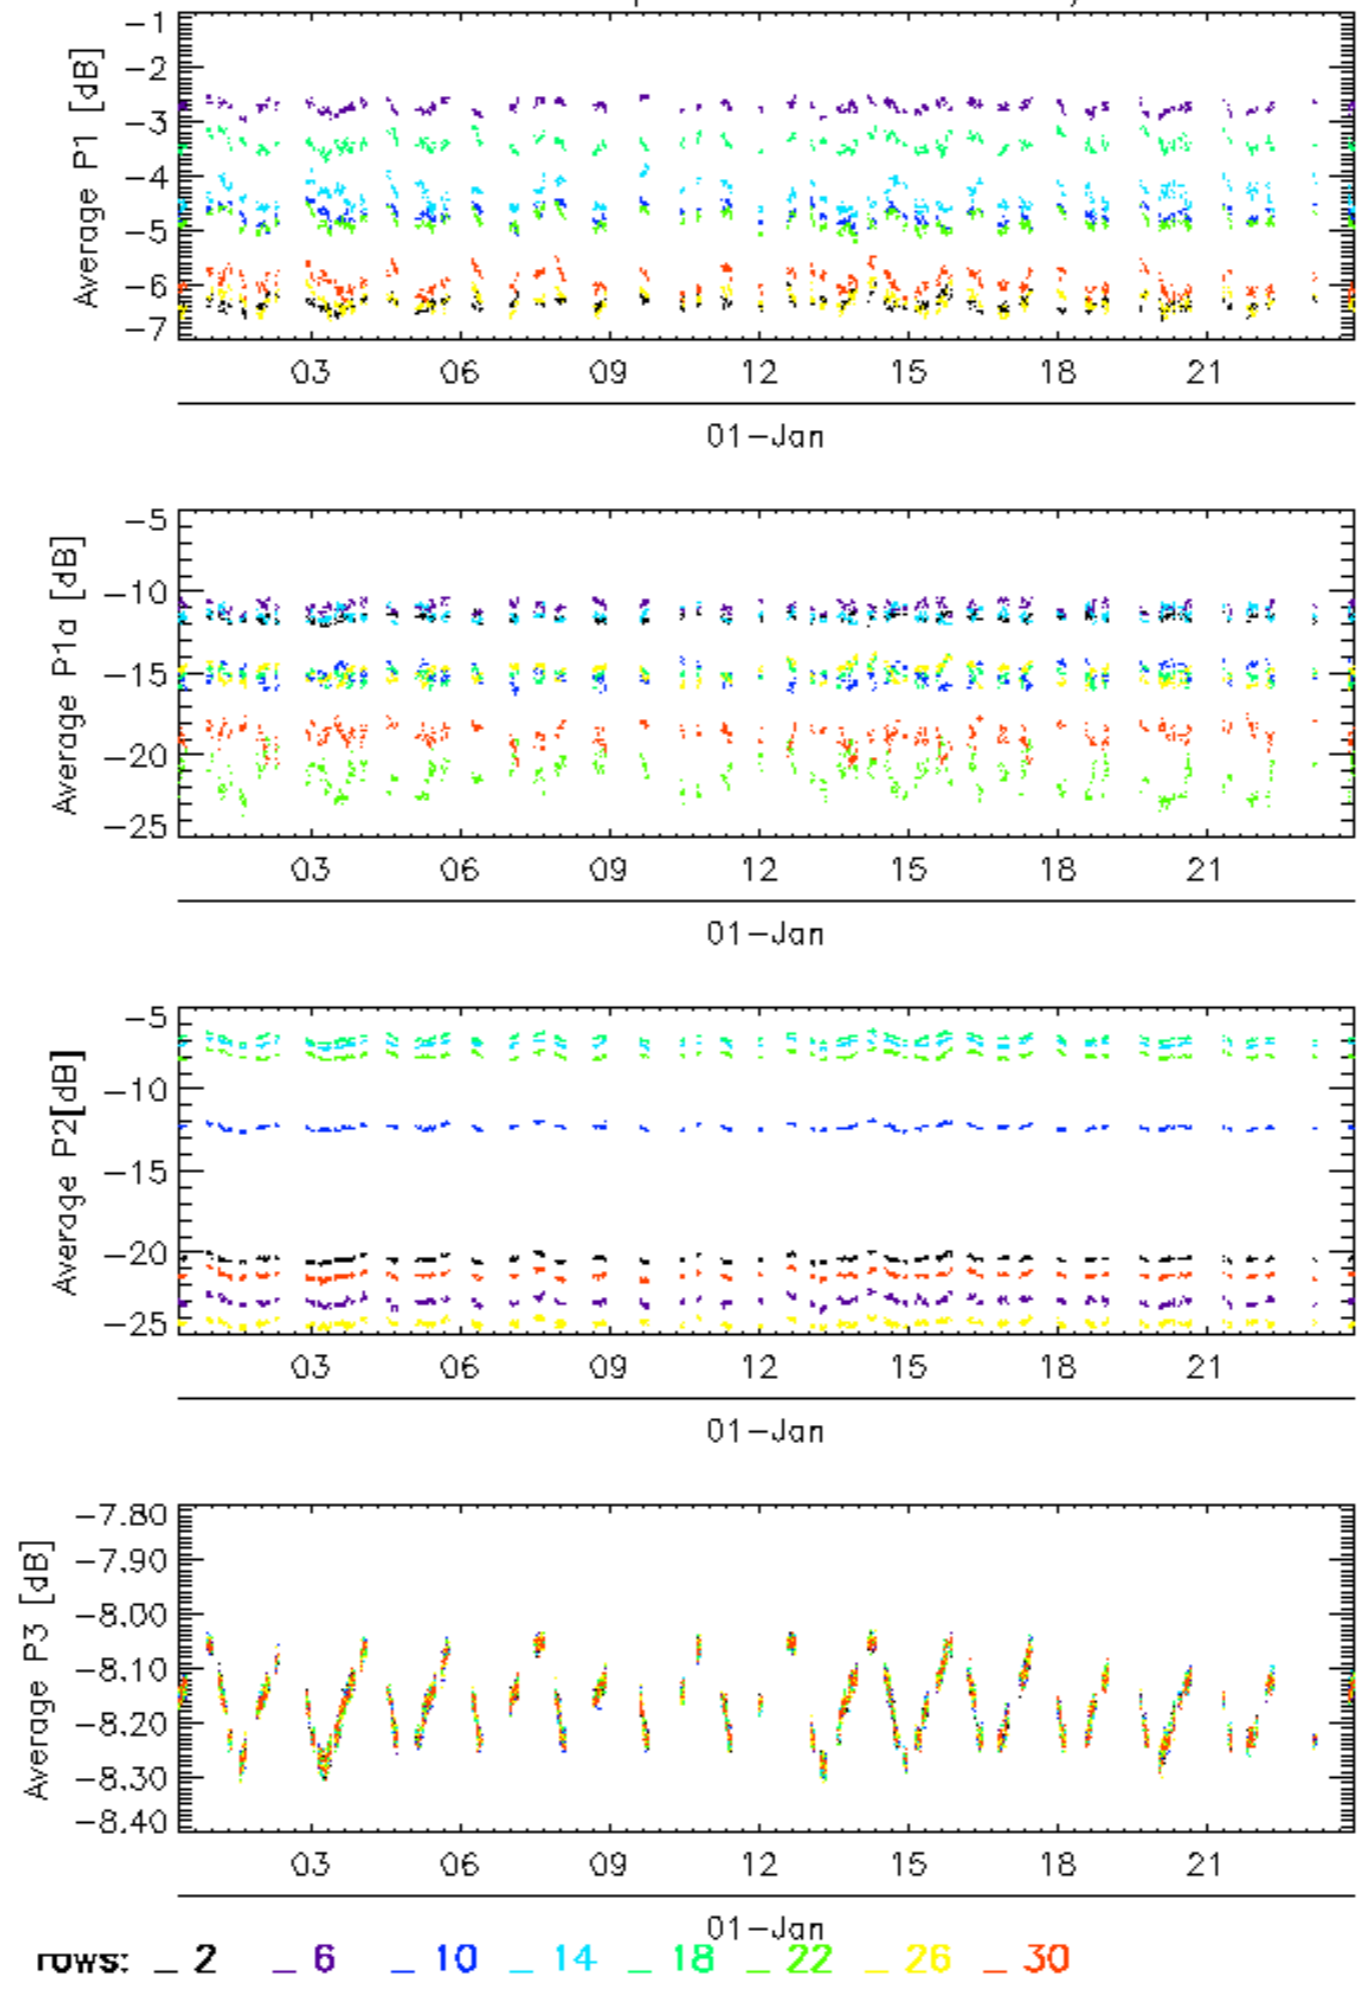 Average P1 [dB]
-1
-2
-3
-4
-5
-6
-7
03 06 09 12 15 18 21
01-Jan
Average P1a [dB]
-5
-10
-15
-20
-25
03 06 09 12 15 18 21
01-Jan
Average P2[dB]
-5
-10
-15
-20
-25
03 06 09 12 15 18 21
01-Jan
Average P3 [dB]
-7.80
-7.90
-8.00
-8.10
-8.20
-8.30
-8.40
03 06 09 12 15 18 21
01-Jan
rows: _ 2 _ 6 _ 10 _ 14 _ 18 _ 22 _ 26 _ 30